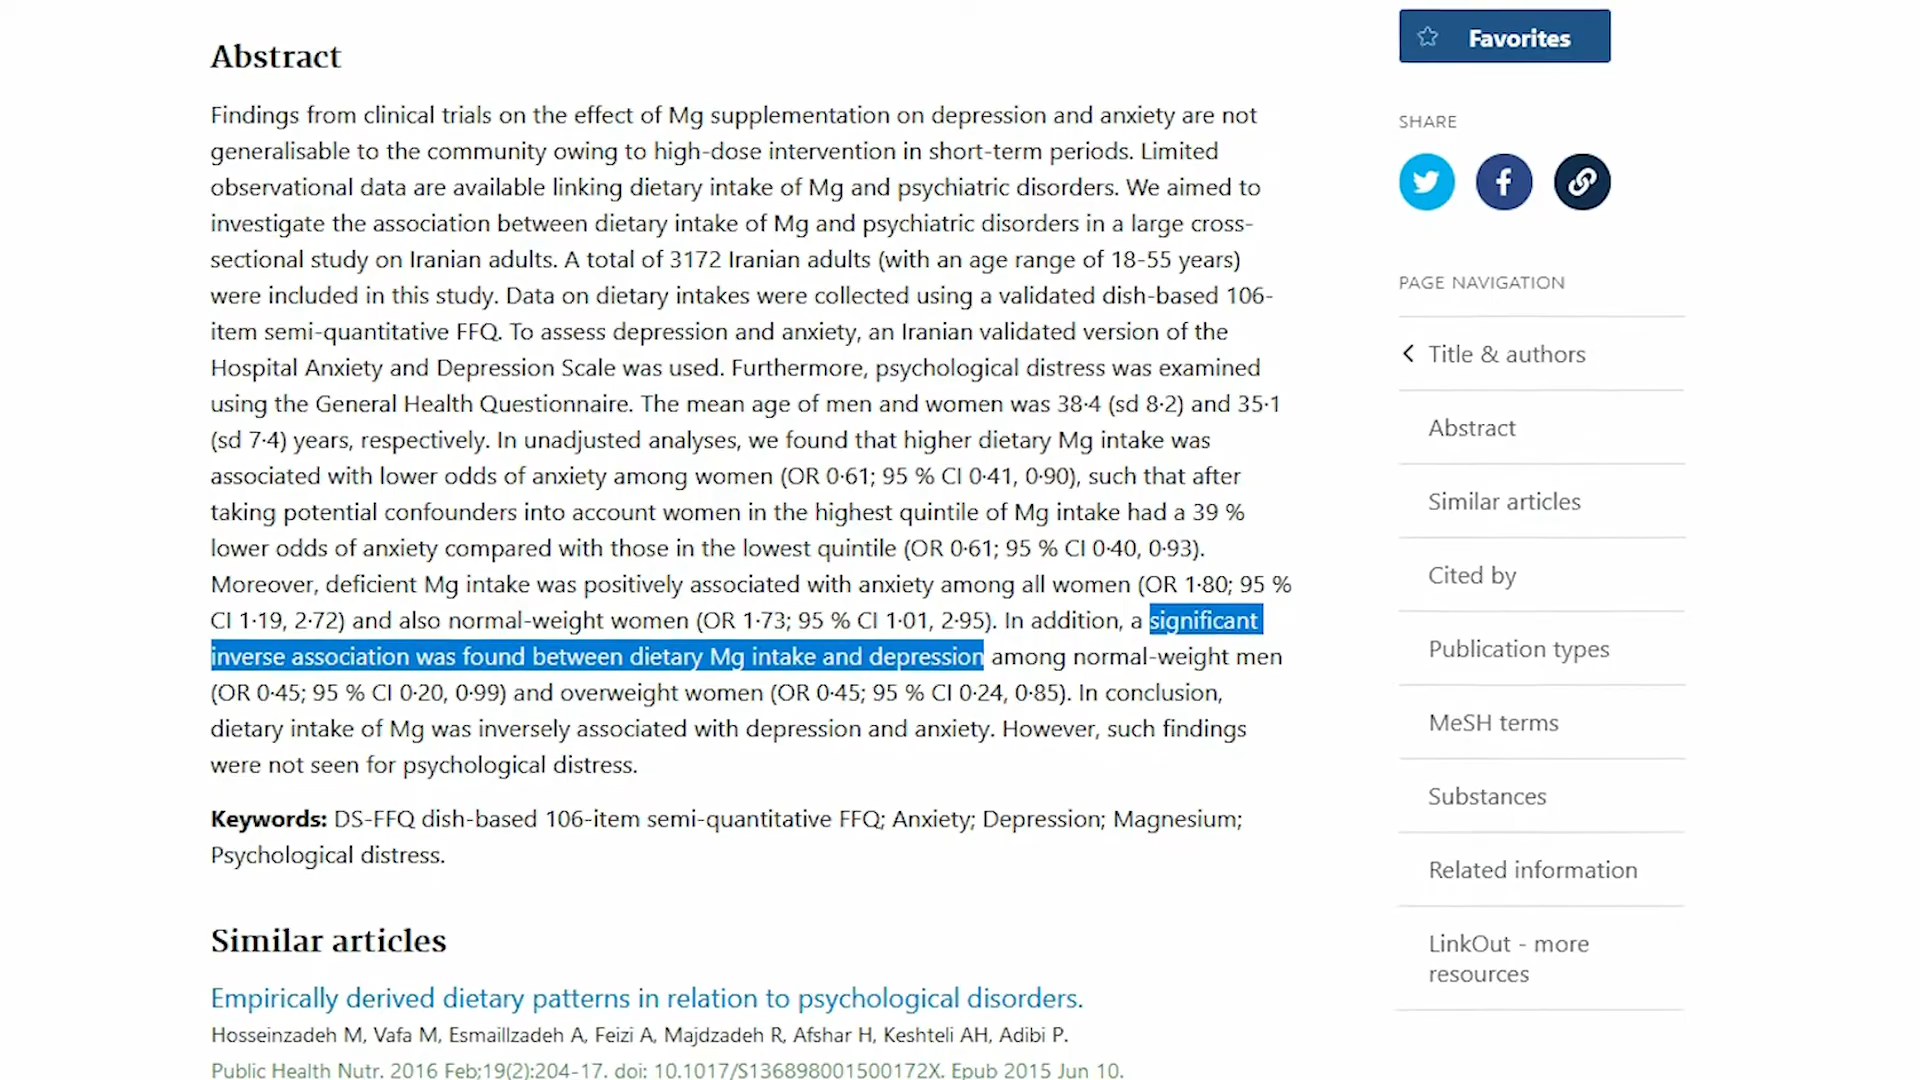 Abstract
Findings from clinical trials on the effect of Mg supplementation on depression and anxiety are not
generalisable to the community owing to high-dose intervention in short-term periods. Limited
observational data are available linking dietary intake of Mg and psychiatric disorders. We aimed to
investigate the association between dietary intake of Mg and psychiatric disorders in a large cross-
sectional study on Iranian adults. A total of 3172 Iranian adults (with an age range of 18-55 years)
were included in this study. Data on dietary intakes were collected using a validated dish-based 106-
item semi-quantitative FFQ. To assess depression and anxiety, an Iranian validated version of the
Hospital Anxiety and Depression Scale was used. Furthermore, psychological distress was examined
using the General Health Questionnaire. The mean age of men and women was 38·4 (sd 8·2) and 35·1
(sd 7·4) years, respectively. In unadjusted analyses, we found that higher dietary Mg intake was
associated with lower odds of anxiety among women (OR 0·61; 95 % CI 0·41, 0·90), such that after
taking potential confounders into account women in the highest quintile of Mg intake had a 39 %
lower odds of anxiety compared with those in the lowest quintile (OR 0·61; 95 % CI 0·40, 0·93).
Moreover, deficient Mg intake was positively associated with anxiety among all women (OR 1·80; 95 %
CI 1·19, 2·72) and also normal-weight women (OR 1·73; 95 % CI 1·01, 2·95). In addition, a significant
inverse association was found between dietary Mg intake and depression among normal-weight men
(OR 0·45; 95 % CI 0·20, 0·99) and overweight women (OR 0·45; 95 % CI 0·24, 0·85). In conclusion,
dietary intake of Mg was inversely associated with depression and anxiety. However, such findings
were not seen for psychological distress.
Keywords: DS-FFQ dish-based 106-item semi-quantitative FFQ; Anxiety; Depression; Magnesium;
Psychological distress.
Similar articles
Empirically derived dietary patterns in relation to psychological disorders.
Hosseinzadeh M, Vafa M, Esmaillzadeh A, Feizi A, Majdzadeh R, Afshar H, Keshteli AH, Adibi P.
Public Health Nutr. 2016 Feb;19(2):204-17. doi: 10.1017/S136898001500172X. Epub 2015 Jun 10.
Favorites
SHARE
PAGE NAVIGATION
Title & authors
Abstract
Similar articles
Cited by
Publication types
MeSH terms
Substances
Related information
LinkOut - more
resources